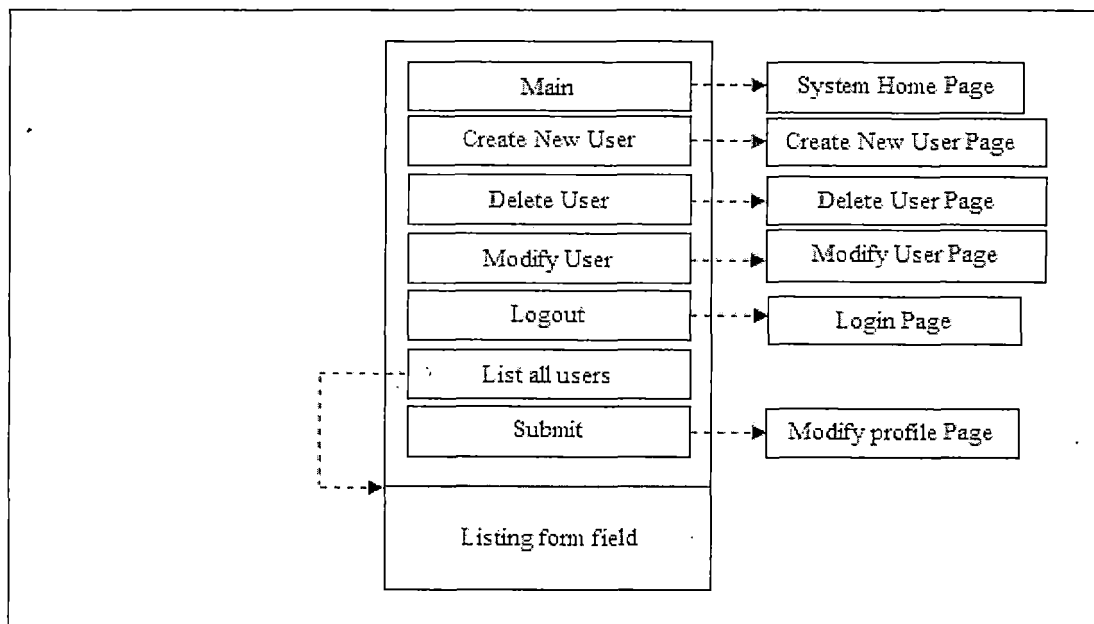 Main
System Home Page
Create New User
Create New User Page
Delete User
Delete User Page
Modify User
Modify User Page
Logout
Login Page
List all users
Submit
Modify profile Page
Listing form field